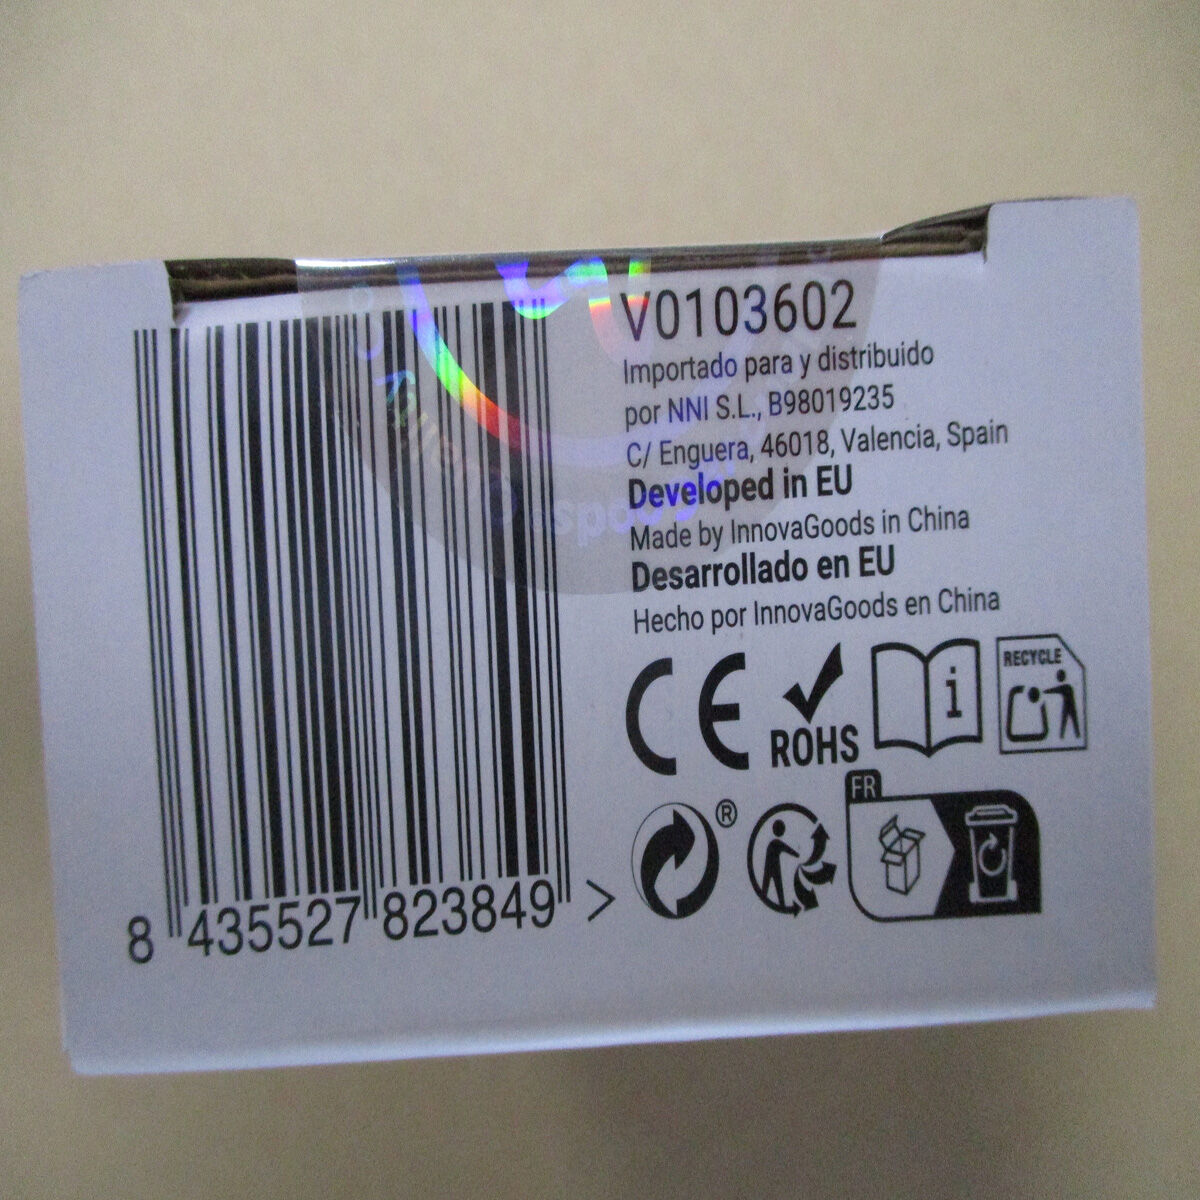 V0103602
Importado para y distribuido
por NNI S.L., B98019235
C/ Enguera, 46018, Valencia, Spain
Developed in EU
Made by InnovaGoods in China
Desarrollado en EU
Hecho por InnovaGoods en China
CE
ROHS
i
RECYCLE
®
FR
8 435527 823849 >
Quality